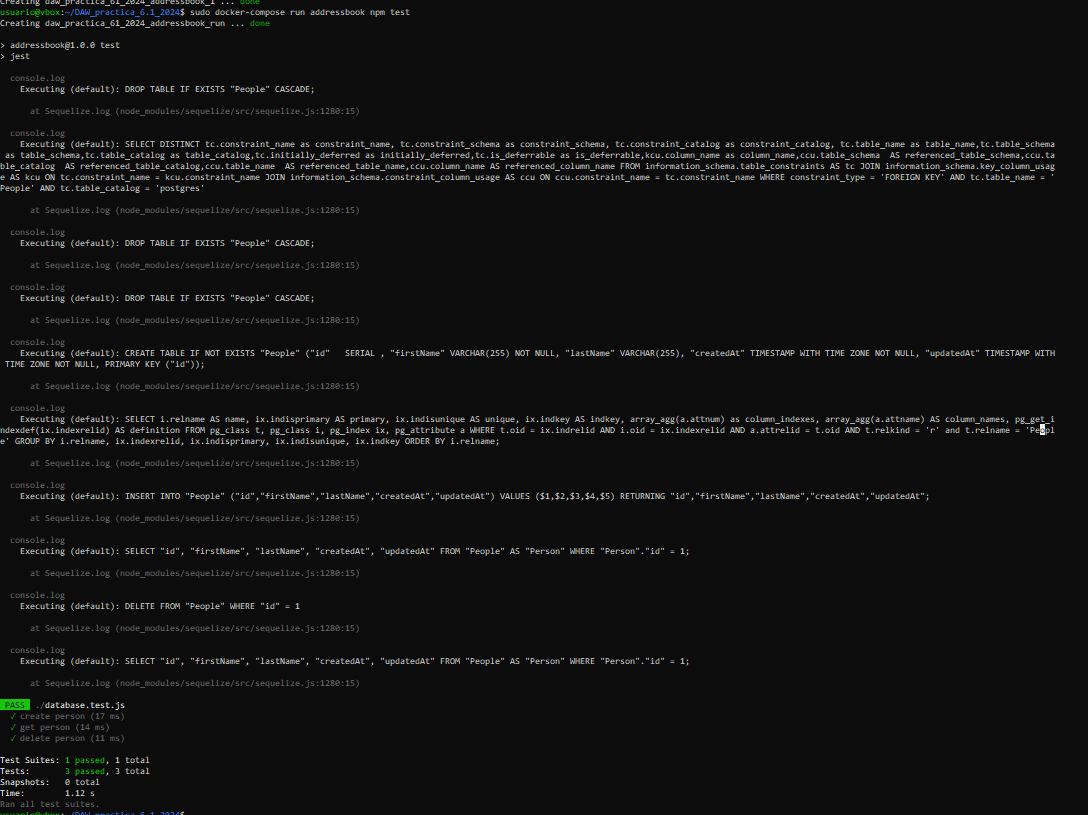 Creating daw_practica_61_2024_addressbook_1 ... done
usuario@vbox:~/DAW_practica_6.1_2024$ sudo docker-compose run addressbook npm test
Creating daw_practica_61_2024_addressbook_run ... done
> addressbook@1.0.0 test
> jest
console.log
Executing (default): DROP TABLE IF EXISTS "People" CASCADE;
at Sequelize.log (node_modules/sequelize/src/sequelize.js:1280:15)
console.log
Executing (default): SELECT DISTINCT tc.constraint_name as constraint_name, tc.constraint_schema as constraint_schema, tc.constraint_catalog as constraint_catalog, tc.table_name as table_name,tc.table_schema
as table_schema,tc.table_catalog as table_catalog,tc.initially_deferred as initially_deferred,tc.is_deferrable as is_deferrable,kcu.column_name as column_name,ccu.table_schema  AS referenced_table_schema,ccu.ta
ble_catalog  AS referenced_table_catalog,ccu.table_name  AS referenced_table_name,ccu.column_name AS referenced_column_name FROM information_schema.table_constraints AS tc JOIN information_schema.key_column_usag
e AS kcu ON tc.constraint_name = kcu.constraint_name JOIN information_schema.constraint_column_usage AS ccu ON ccu.constraint_name = tc.constraint_name WHERE constraint_type = 'FOREIGN KEY' AND tc.table_name = '
People' AND tc.table_catalog = 'postgres'
at Sequelize.log (node_modules/sequelize/src/sequelize.js:1280:15)
console.log
Executing (default): DROP TABLE IF EXISTS "People" CASCADE;
at Sequelize.log (node_modules/sequelize/src/sequelize.js:1280:15)
console.log
Executing (default): DROP TABLE IF EXISTS "People" CASCADE;
at Sequelize.log (node_modules/sequelize/src/sequelize.js:1280:15)
console.log
Executing (default): CREATE TABLE IF NOT EXISTS "People" ("id"   SERIAL , "firstName" VARCHAR(255) NOT NULL, "lastName" VARCHAR(255), "createdAt" TIMESTAMP WITH TIME ZONE NOT NULL, "updatedAt" TIMESTAMP WITH
TIME ZONE NOT NULL, PRIMARY KEY ("id"));
at Sequelize.log (node_modules/sequelize/src/sequelize.js:1280:15)
console.log
Executing (default): SELECT i.relname AS name, ix.indisprimary AS primary, ix.indisunique AS unique, ix.indkey AS indkey, array_agg(a.attnum) as column_indexes, array_agg(a.attname) AS column_names, pg_get_i
ndexdef(ix.indexrelid) AS definition FROM pg_class t, pg_class i, pg_index ix, pg_attribute a WHERE t.oid = ix.indrelid AND i.oid = ix.indexrelid AND a.attrelid = t.oid AND t.relkind = 'r' and t.relname = 'Peopl
e' GROUP BY i.relname, ix.indexrelid, ix.indisprimary, ix.indisunique, ix.indkey ORDER BY i.relname;
at Sequelize.log (node_modules/sequelize/src/sequelize.js:1280:15)
console.log
Executing (default): INSERT INTO "People" ("id","firstName","lastName","createdAt","updatedAt") VALUES ($1,$2,$3,$4,$5) RETURNING "id","firstName","lastName","createdAt","updatedAt";
at Sequelize.log (node_modules/sequelize/src/sequelize.js:1280:15)
console.log
Executing (default): SELECT "id", "firstName", "lastName", "createdAt", "updatedAt" FROM "People" AS "Person" WHERE "Person"."id" = 1;
at Sequelize.log (node_modules/sequelize/src/sequelize.js:1280:15)
console.log
Executing (default): DELETE FROM "People" WHERE "id" = 1
at Sequelize.log (node_modules/sequelize/src/sequelize.js:1280:15)
console.log
Executing (default): SELECT "id", "firstName", "lastName", "createdAt", "updatedAt" FROM "People" AS "Person" WHERE "Person"."id" = 1;
at Sequelize.log (node_modules/sequelize/src/sequelize.js:1280:15)
PASS ./database.test.js
✓ create person (17 ms)
✓ get person (14 ms)
✓ delete person (11 ms)
Test Suites: 1 passed, 1 total
Tests:       3 passed, 3 total
Snapshots:   0 total
Time:        1.12 s
Ran all test suites.
usuario@vbox:~/DAW_practica_6.1_2024$